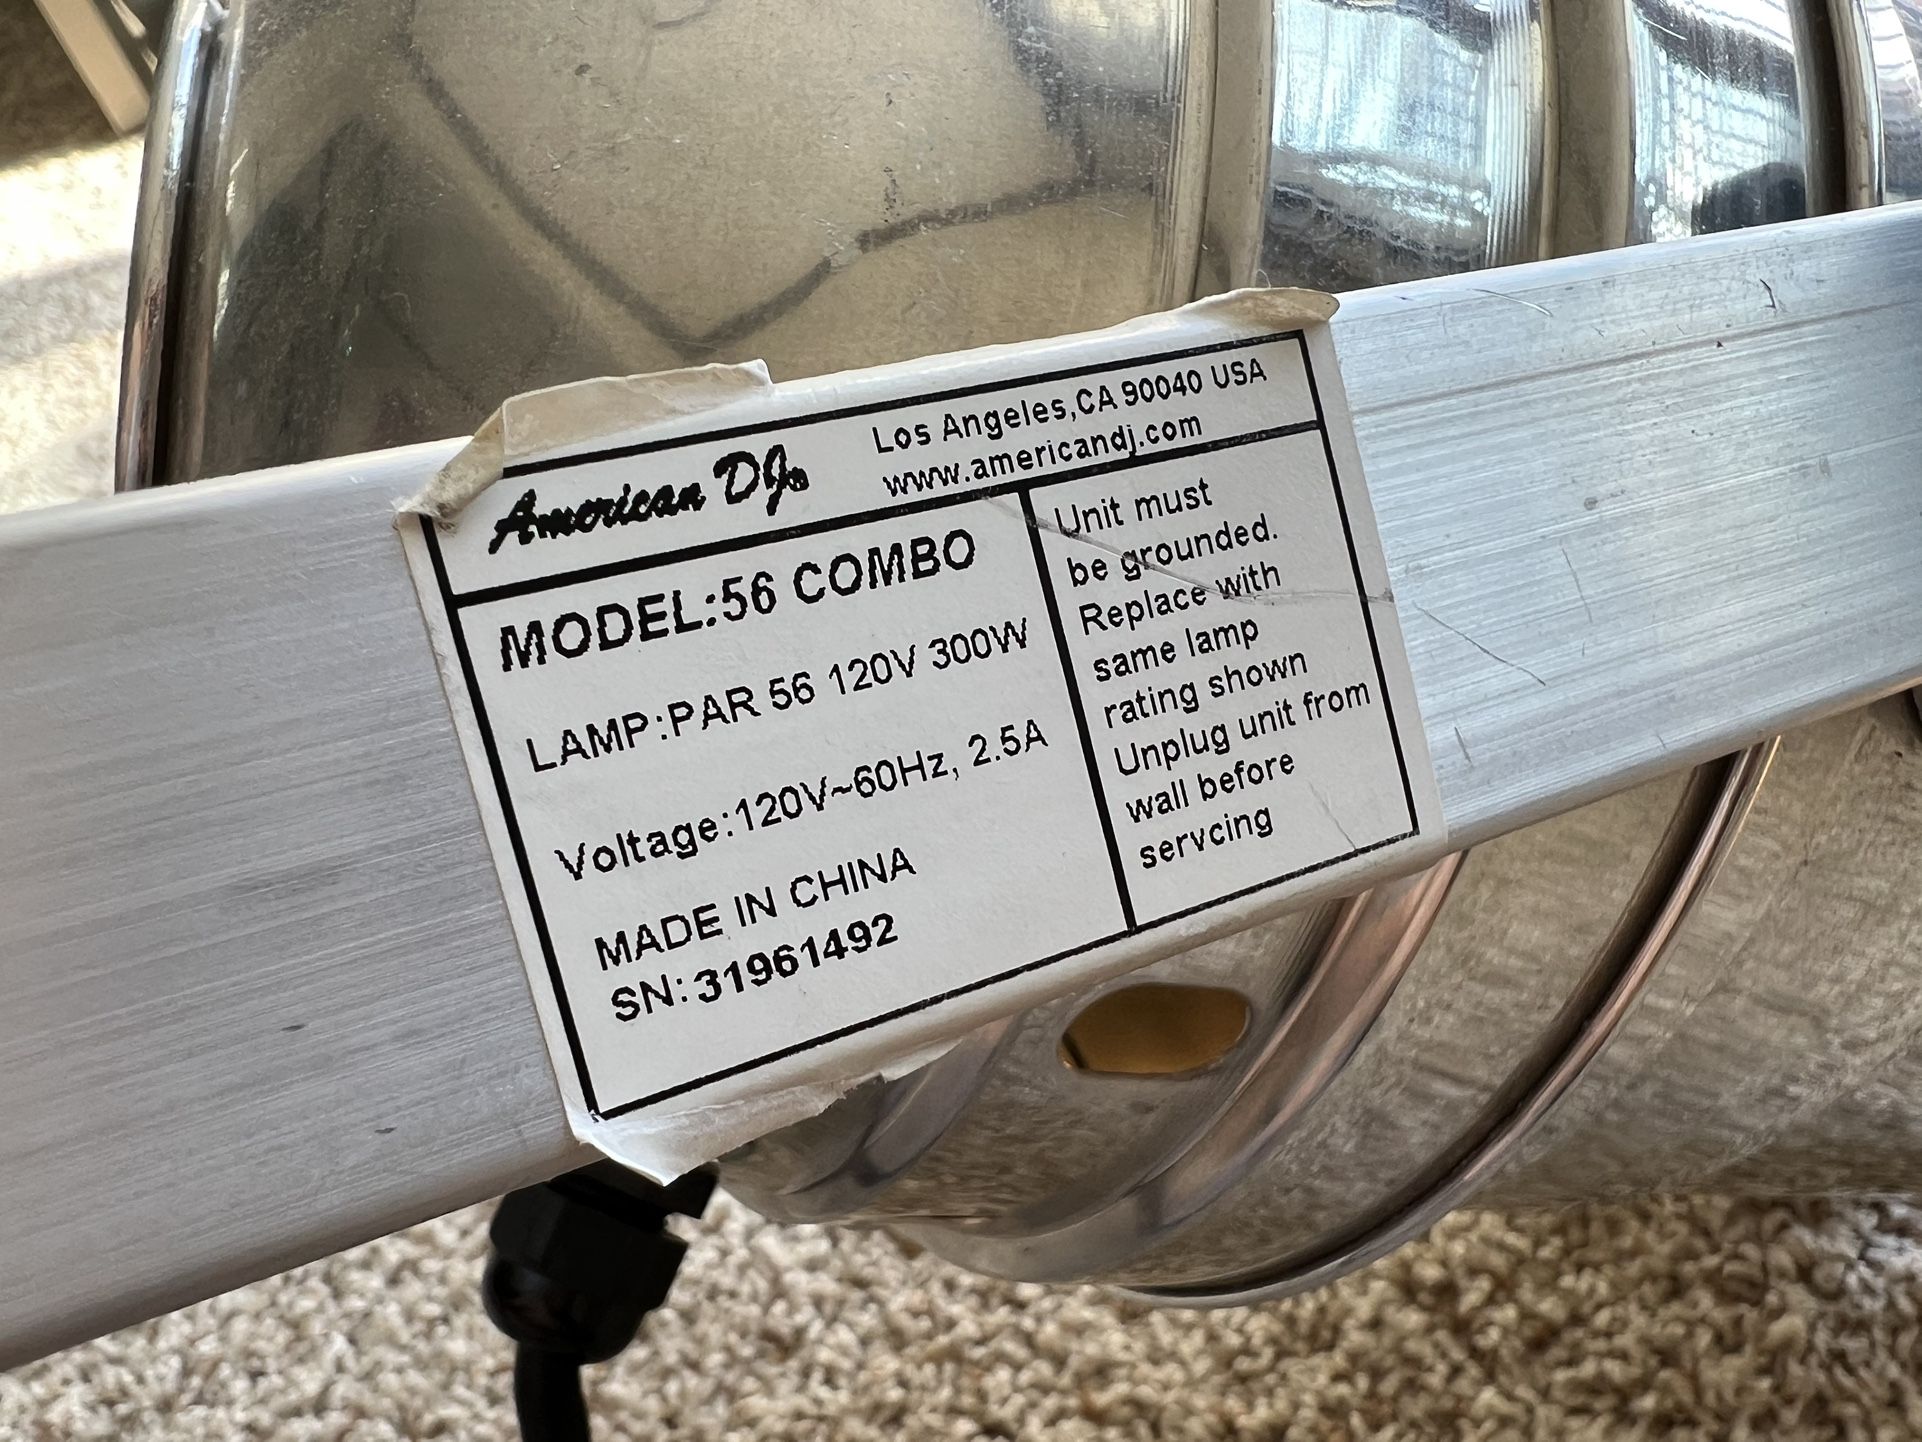 American DJ®
Los Angeles,CA 90040 USA
www.americandj.com
MODEL:56 COMBO
LAMP:PAR 56 120V 300W
Voltage:120V~60Hz, 2.5A
MADE IN CHINA
SN:31961492
Unit must
be grounded.
Replace with
same lamp
rating shown
Unplug unit from
wall before
servcing